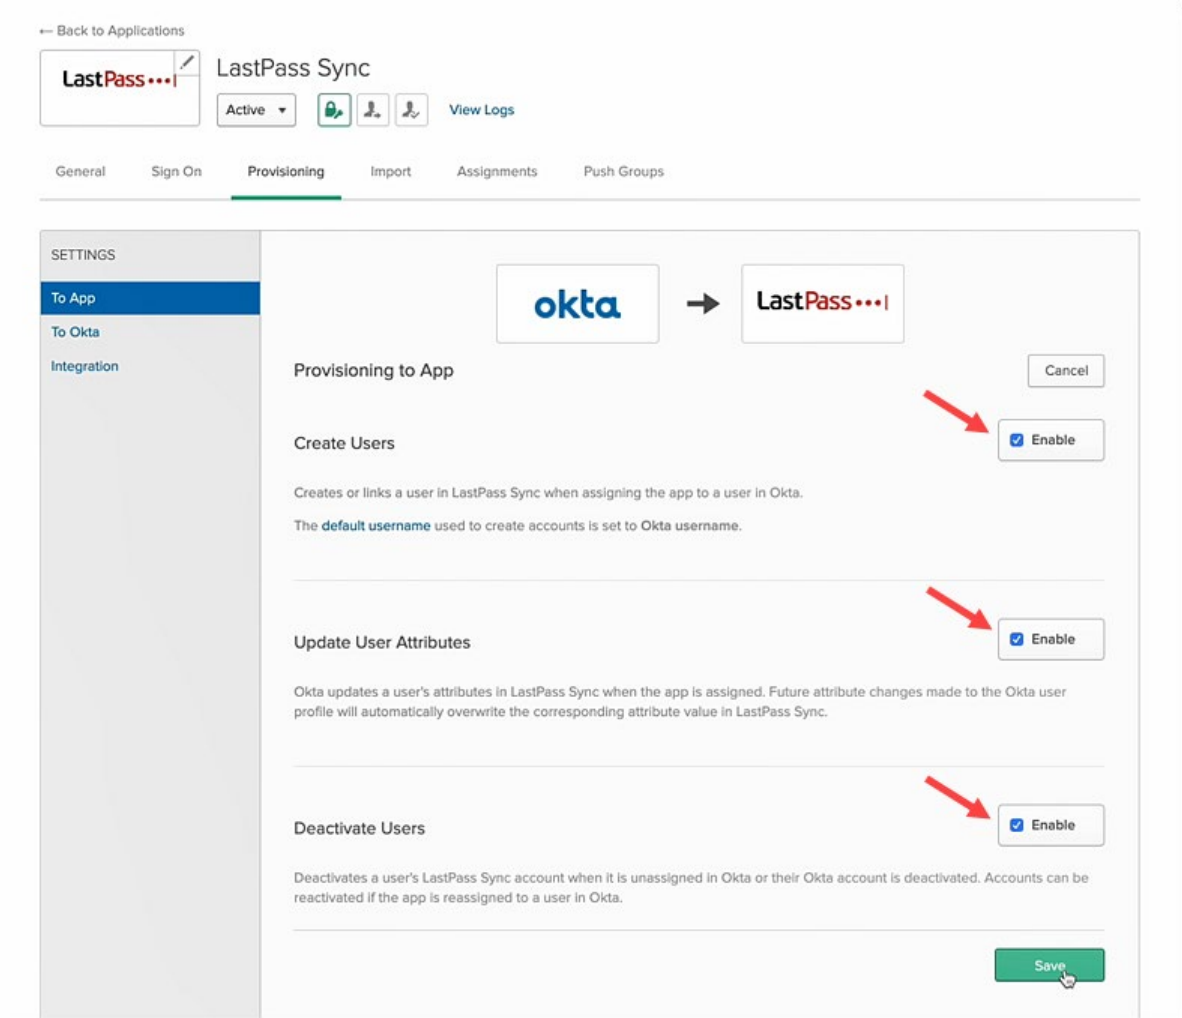 ← Back to Applications
LastPass •••|
LastPass Sync
Active
View Logs
General
Sign On
Provisioning
Import
Assignments
Push Groups
SETTINGS
To App
To Okta
Integration
okta
LastPass •••|
Provisioning to App
Cancel
Create Users
Enable
Creates or links a user in LastPass Sync when assigning the app to a user in Okta.
The default username used to create accounts is set to Okta username.
Update User Attributes
Enable
Okta updates a user's attributes in LastPass Sync when the app is assigned. Future attribute changes made to the Okta user
profile will automatically overwrite the corresponding attribute value in LastPass Sync.
Deactivate Users
Enable
Deactivates a user's LastPass Sync account when it is unassigned in Okta or their Okta account is deactivated. Accounts can be
reactivated if the app is reassigned to a user in Okta.
Save